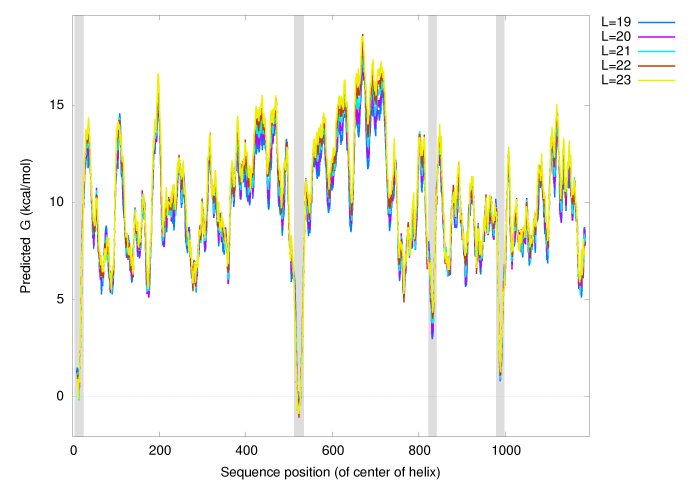 L=19
L=20
L=21
L=22
L=23
15
10
5
0
Predicted G (kcal/mol)
0
200
400
600
800
1000
Sequence position (of center of helix)